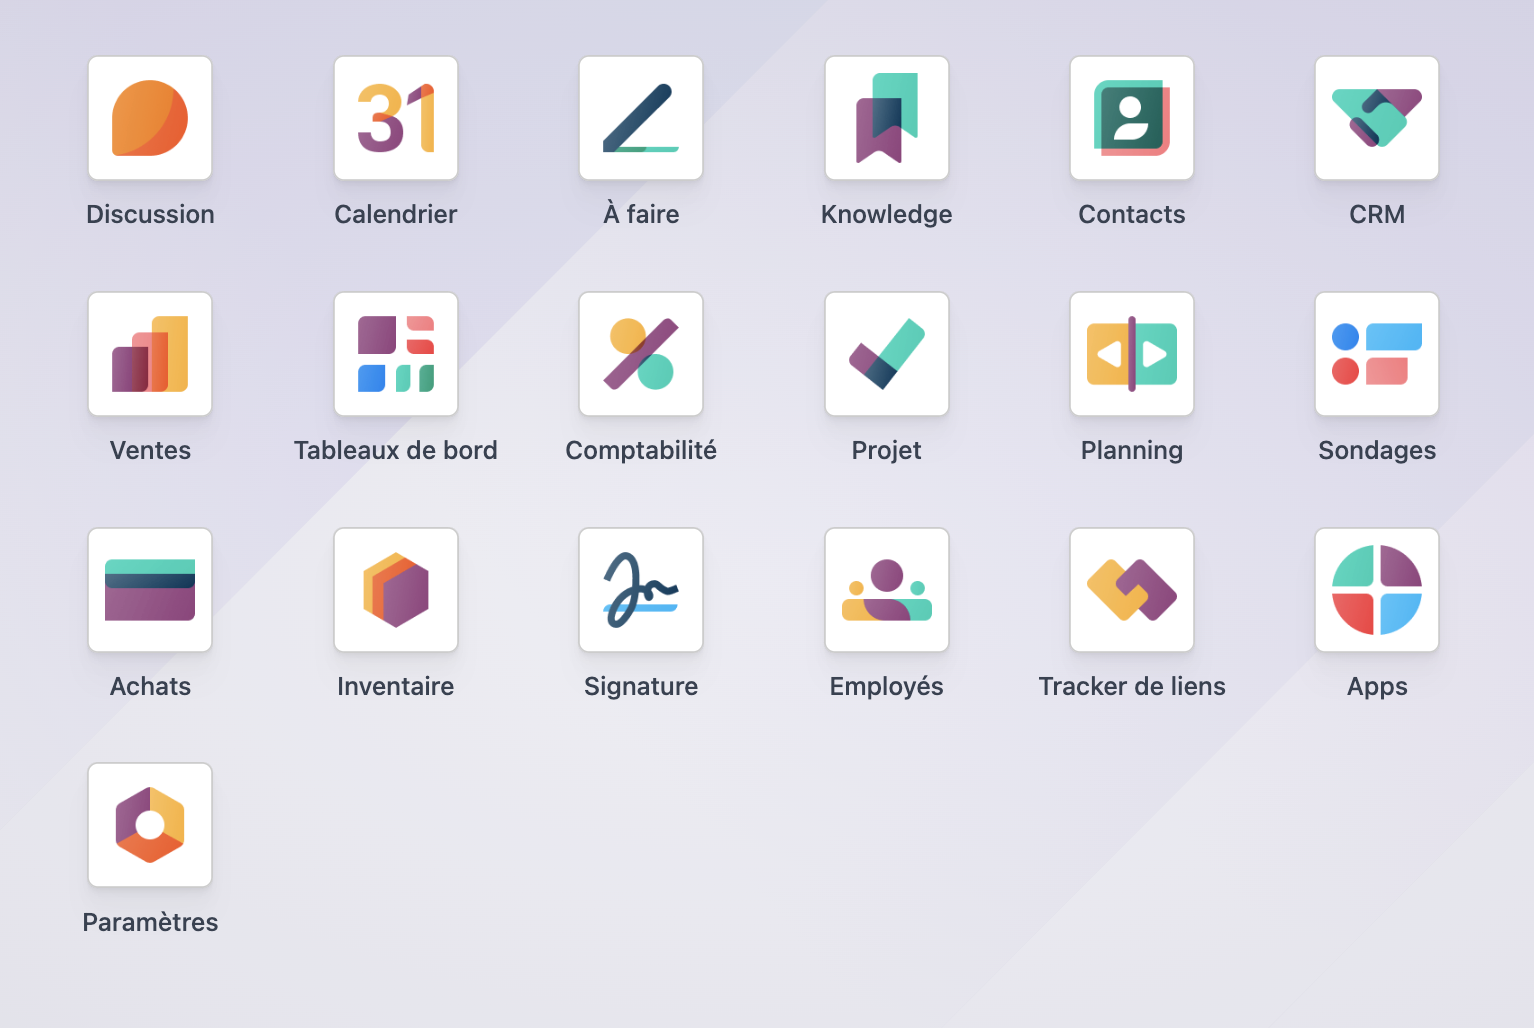 31
Discussion
Calendrier
À faire
Knowledge
Contacts
CRM
Ventes
Tableaux de bord
Comptabilité
Projet
Planning
Sondages
Achats
Inventaire
Signature
Employés
Tracker de liens
Apps
Paramètres